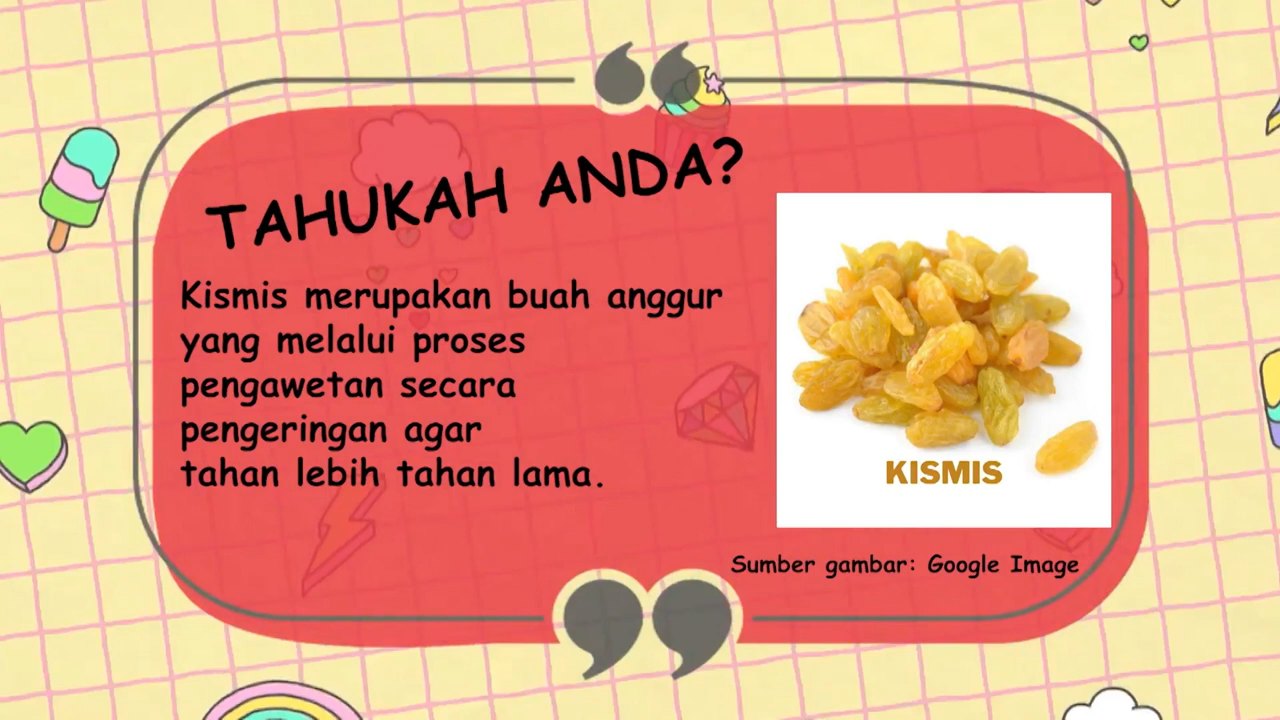 TAHUKAH ANDA?
Kismis merupakan buah anggur
yang melalui proses
pengawetan secara
pengeringan agar
tahan lebih tahan lama.
KISMIS
Sumber gambar: Google Image